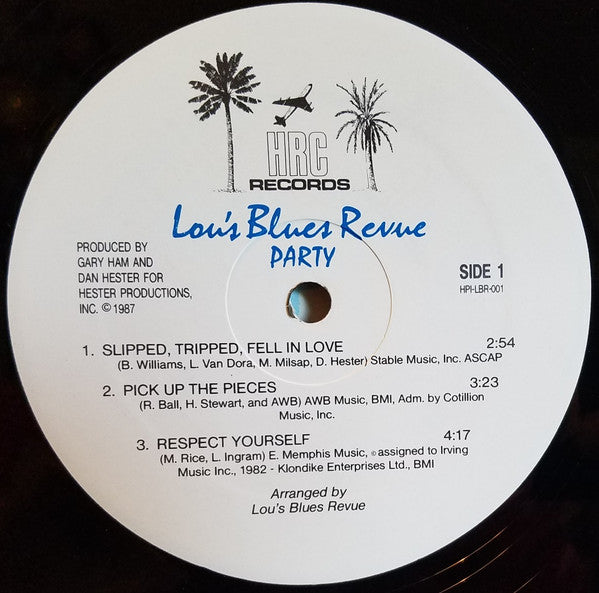 HRC
RECORDS
Lou's Blues Revue
PARTY
PRODUCED BY
GARY HAM AND
DAN HESTER FOR
HESTER PRODUCTIONS,
INC. © 1987
SIDE 1
HPI-LBR-001
1. SLIPPED, TRIPPED, FELL IN LOVE 2:54
(B. Williams, L. Van Dora, M. Milsap, D. Hester) Stable Music, Inc. ASCAP
2. PICK UP THE PIECES 3:23
(R. Ball, H. Stewart, and AWB) AWB Music, BMI, Adm. by Cotillion
Music, Inc.
3. RESPECT YOURSELF 4:17
(M. Rice, L. Ingram) E. Memphis Music, © assigned to Irving
Music Inc., 1982 - Klondike Enterprises Ltd., BMI
Arranged by
Lou's Blues Revue